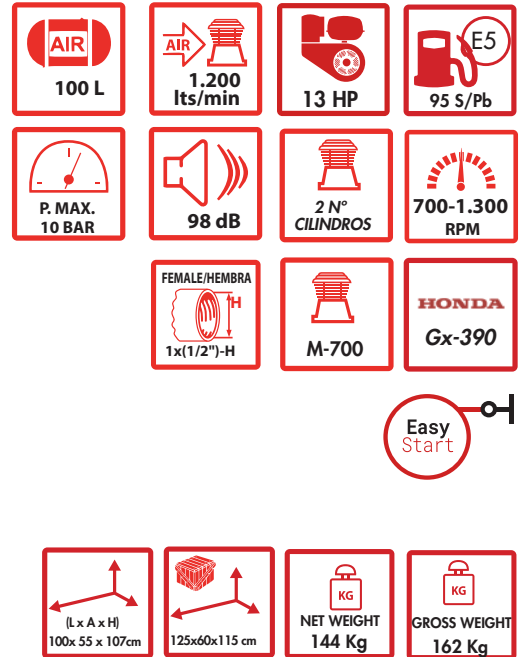 AIR
100 L
AIR
1.200
lts/min
13 HP
E5
95 S/Pb
P. MAX.
10 BAR
98 dB
2 Nº
CILINDROS
700-1.300
RPM
FEMALE/HEMBRA
H
1x(1/2")-H
M-700
HONDA
Gx-390
Easy
Start
(L x A x H)
100x 55 x 107cm
125x60x115 cm
KG
NET WEIGHT
144 Kg
KG
GROSS WEIGHT
162 Kg